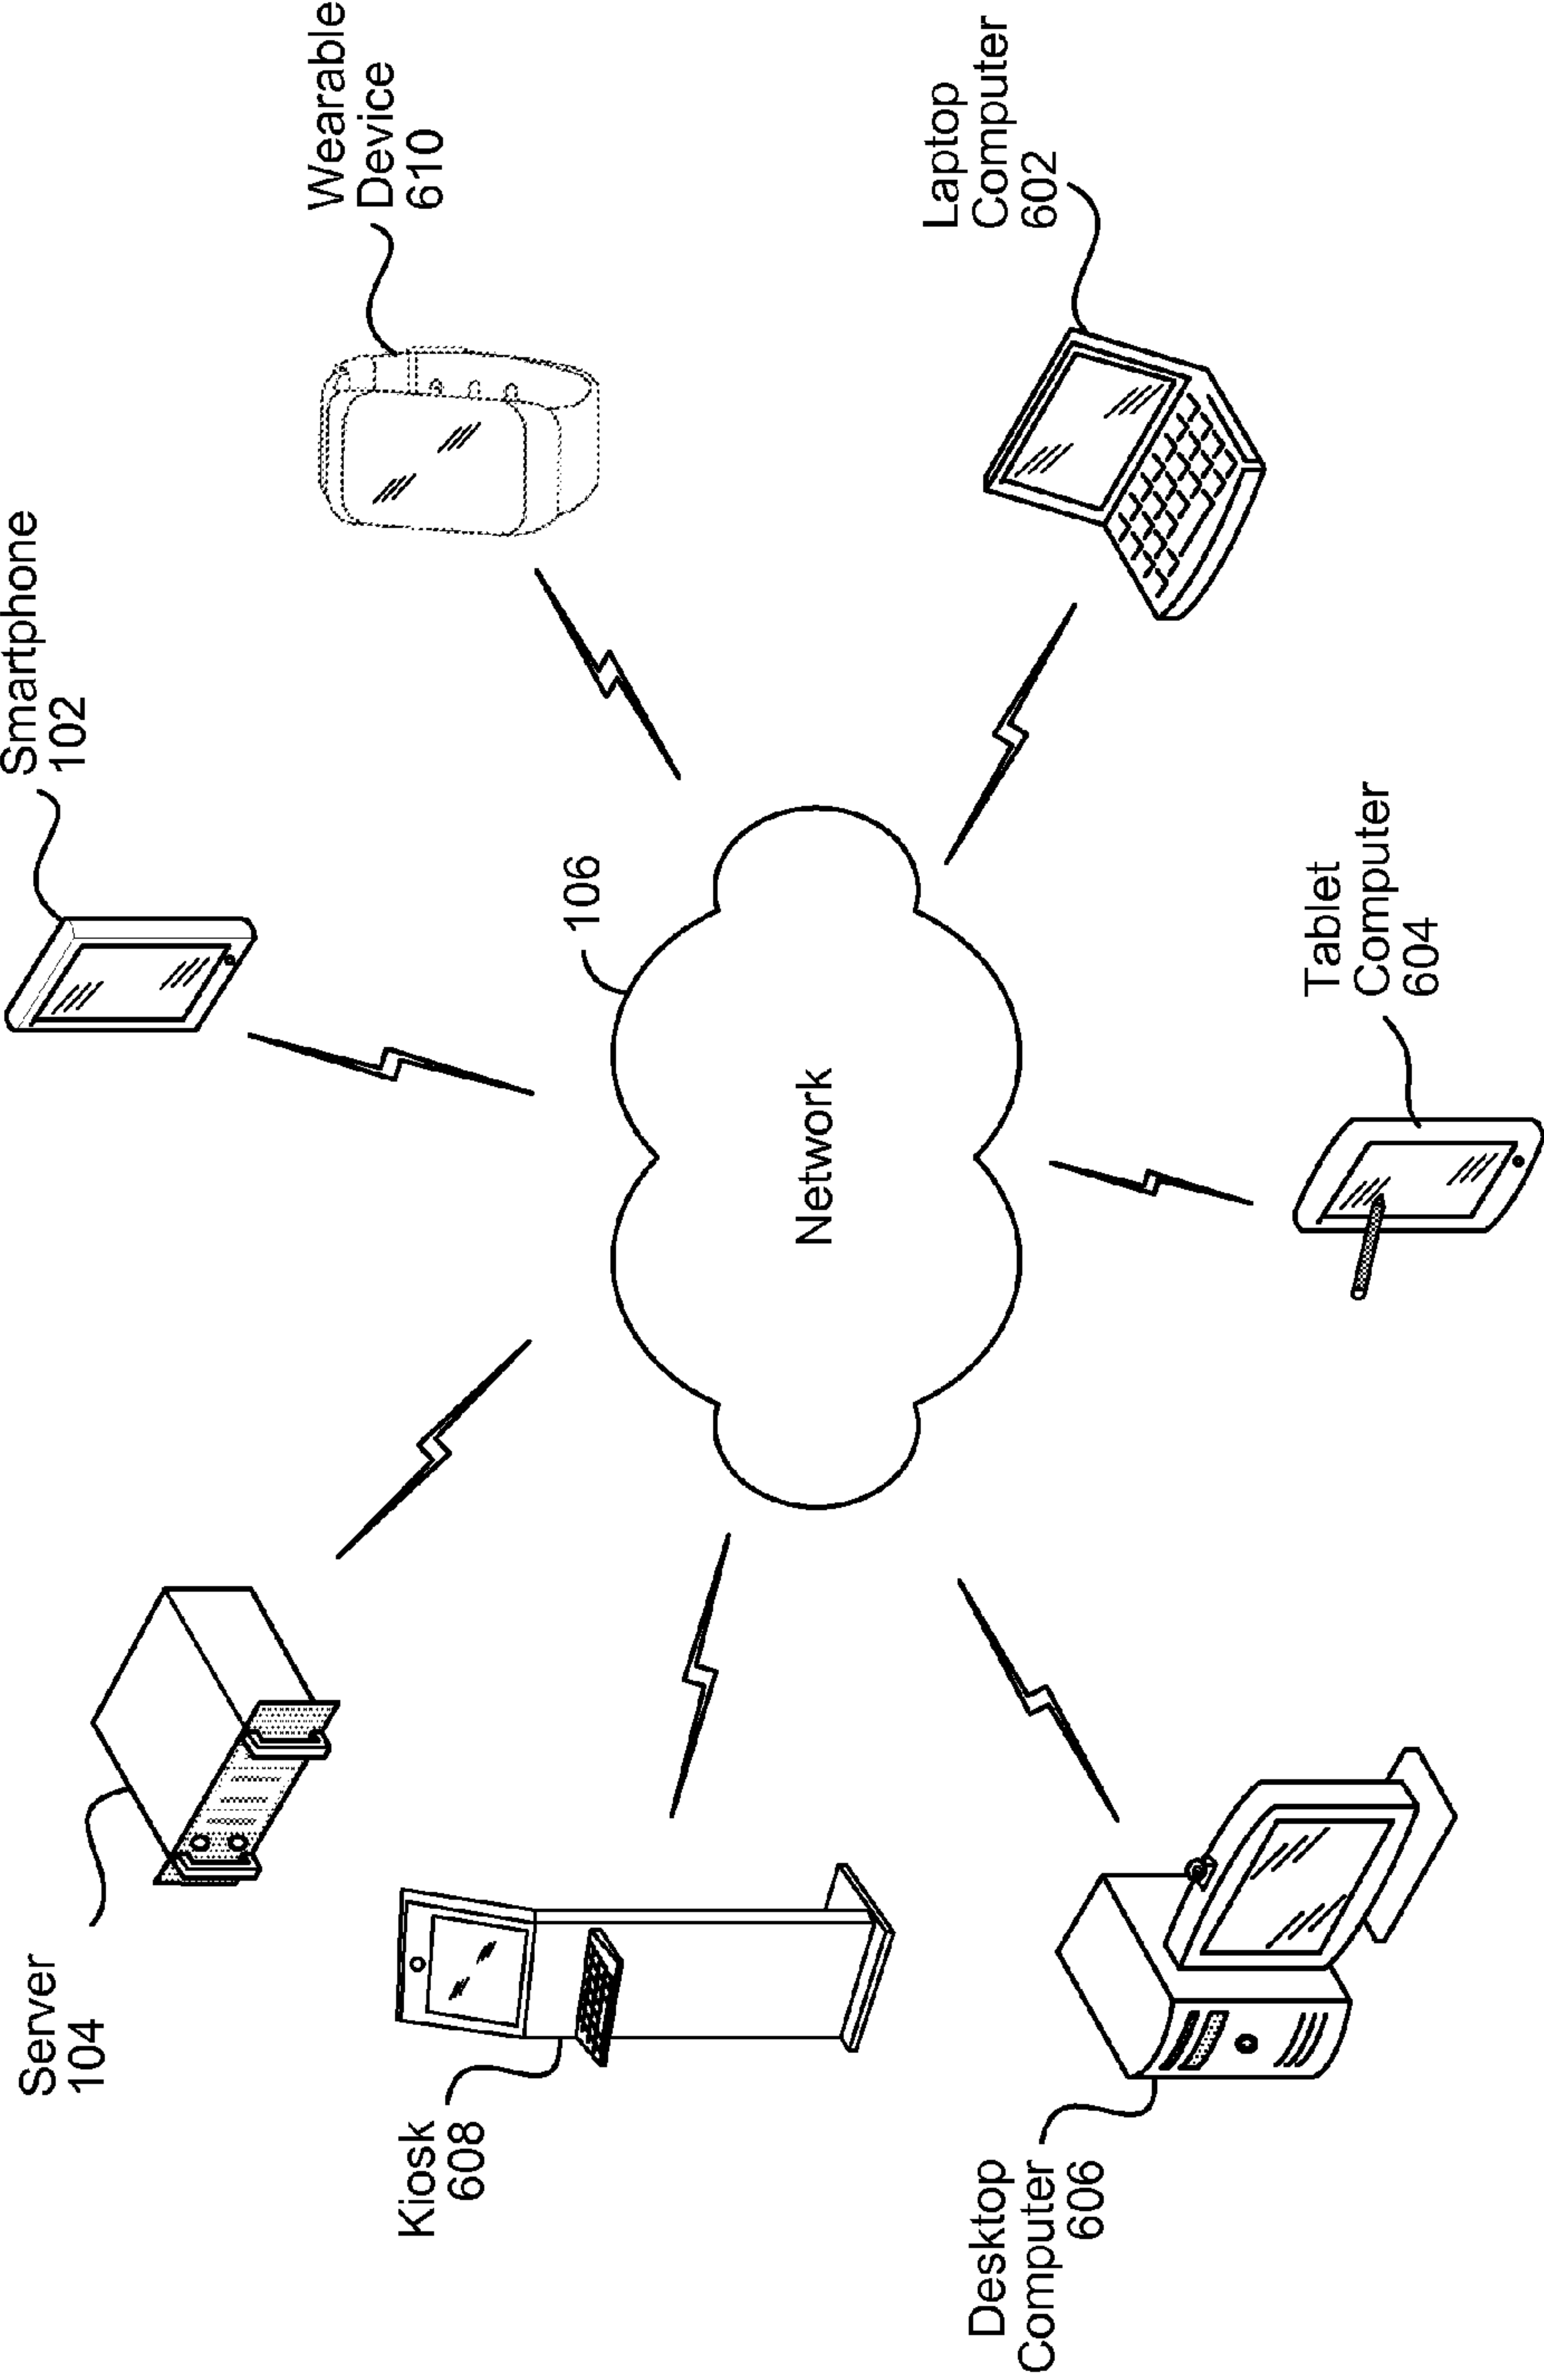 Server
104
Smartphone
102
Wearable
Device
610
Kiosk
608
106
Network
Laptop
Computer
602
Desktop
Computer
606
Tablet
Computer
604